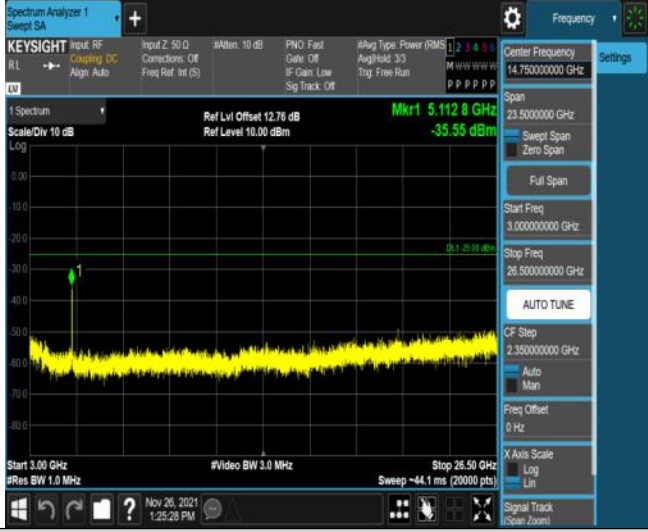 Spectrum Analyzer 1
Swept SA
+
Frequency
KEYSIGHT
Input: RF
Input Z: 50 Ω
#Atten: 10 dB
PNO: Fast
#Avg Type: Power (RMS
1 2 3 4 5 6
RL
Coupling: DC
Corrections: Off
Gate: Off
Avg|Hold: 3/3
M w w w w w
Align: Auto
Freq Ref: Int (S)
IF Gain: Low
Trig: Free Run
Sig Track: Off
P P P P P P
Center Frequency
14.750000000 GHz
Settings
Span
23.5000000 GHz
Swept Span
Zero Span
Full Span
Start Freq
3.000000000 GHz
Stop Freq
26.500000000 GHz
AUTO TUNE
CF Step
2.350000000 GHz
Auto
Man
Freq Offset
0 Hz
X Axis Scale
Log
Lin
Signal Track
(Span Zoom)
1 Spectrum
Ref Lvl Offset 12.76 dB
Mkr1 5.112 8 GHz
Scale/Div 10 dB
Ref Level 10.00 dBm
-35.55 dBm
Log
0.00
-10.0
-20.0
DL1 -25.00 dBm
-30.0
1
-40.0
-50.0
-60.0
-70.0
-80.0
Start 3.00 GHz
#Video BW 3.0 MHz
Stop 26.50 GHz
#Res BW 1.0 MHz
Sweep ~44.1 ms (20000 pts)
?
Nov 26, 2021
1:25:28 PM